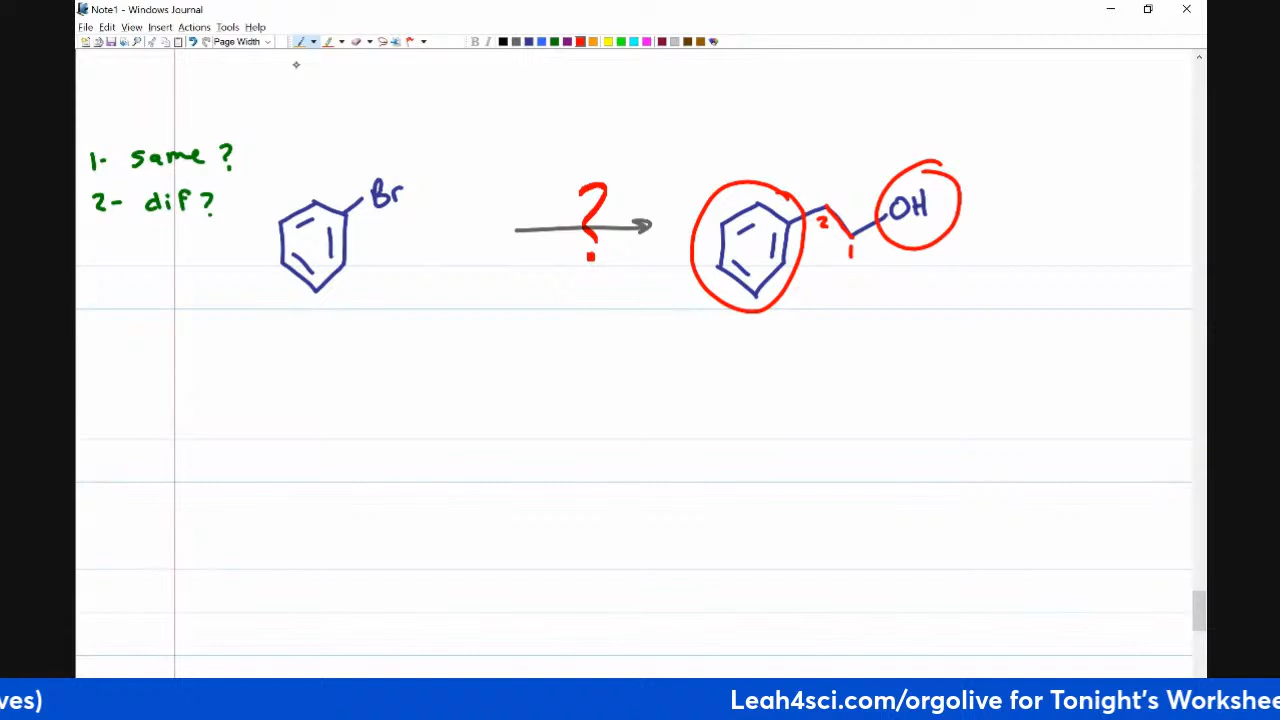 Note1 - Windows Journal
File Edit View Insert Actions Tools Help
Page Width
B I
1- same ?
2- dif ?
Br
?
OH
2
1
ves)
Leah4sci.com/orgolive for Tonight's Workshee